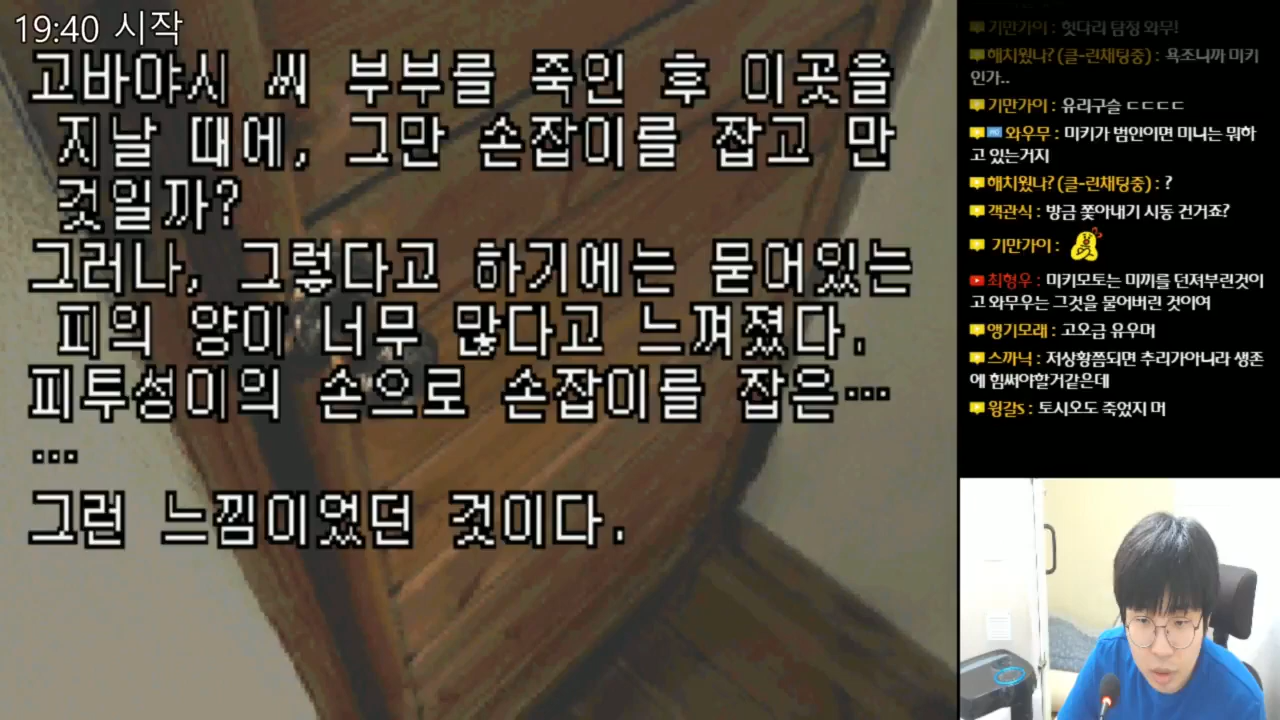 19:40 시작
고바야시 씨 부부를 죽인 후 이곳을
지날 때에, 그만 손잡이를 잡고 만
것일까?
그러나, 그렇다고 하기에는 묻어있는
피의 양이 너무 많다고 느껴졌다.
피투성이의 손으로 손잡이를 잡은…
…
그런 느낌이었던 것이다.
기만가이 : 헛다리 탐정 와무!
해치웠나? (클-린채팅중) : 욕조니까 미키
인가..
기만가이 : 유리구슬 ㄷㄷㄷㄷ
와우무 : 미키가 범인이면 미니는 뭐하
고 있는거지
해치웠나? (클-린채팅중) : ?
객관식 : 방금 쫓아내기 시동 건거죠?
기만가이 :
최형우 : 미키모토는 미끼를 던져부린것이
고 와무우는 그것을 물어버린 것이여
앵기모래 : 고오급 유우머
스까닉 : 저상황쯤되면 추리가아니라 생존
에 힘써야할거같은데
윙갈s : 토시오도 죽었지 머